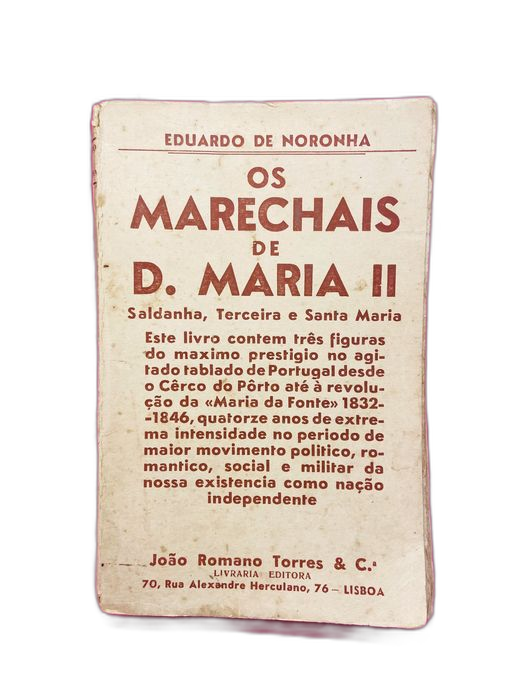 EDUARDO DE NORONHA
OS
MARECHAIS
DE
D. MARIA II
Saldanha, Terceira e Santa Maria
Este livro contem três figuras
do maximo prestigio no agi-
tado tablado de Portugal desde
o Cêrco do Pôrto até à revolu-
ção da «Maria da Fonte» 1832-
-1846, quatorze anos de extre-
ma intensidade no periodo de
maior movimento politico, ro-
mantico, social e militar da
nossa existencia como nação
independente
João Romano Torres & C.ª
LIVRARIA EDITORA
70, Rua Alexandre Herculano, 76 — LISBOA